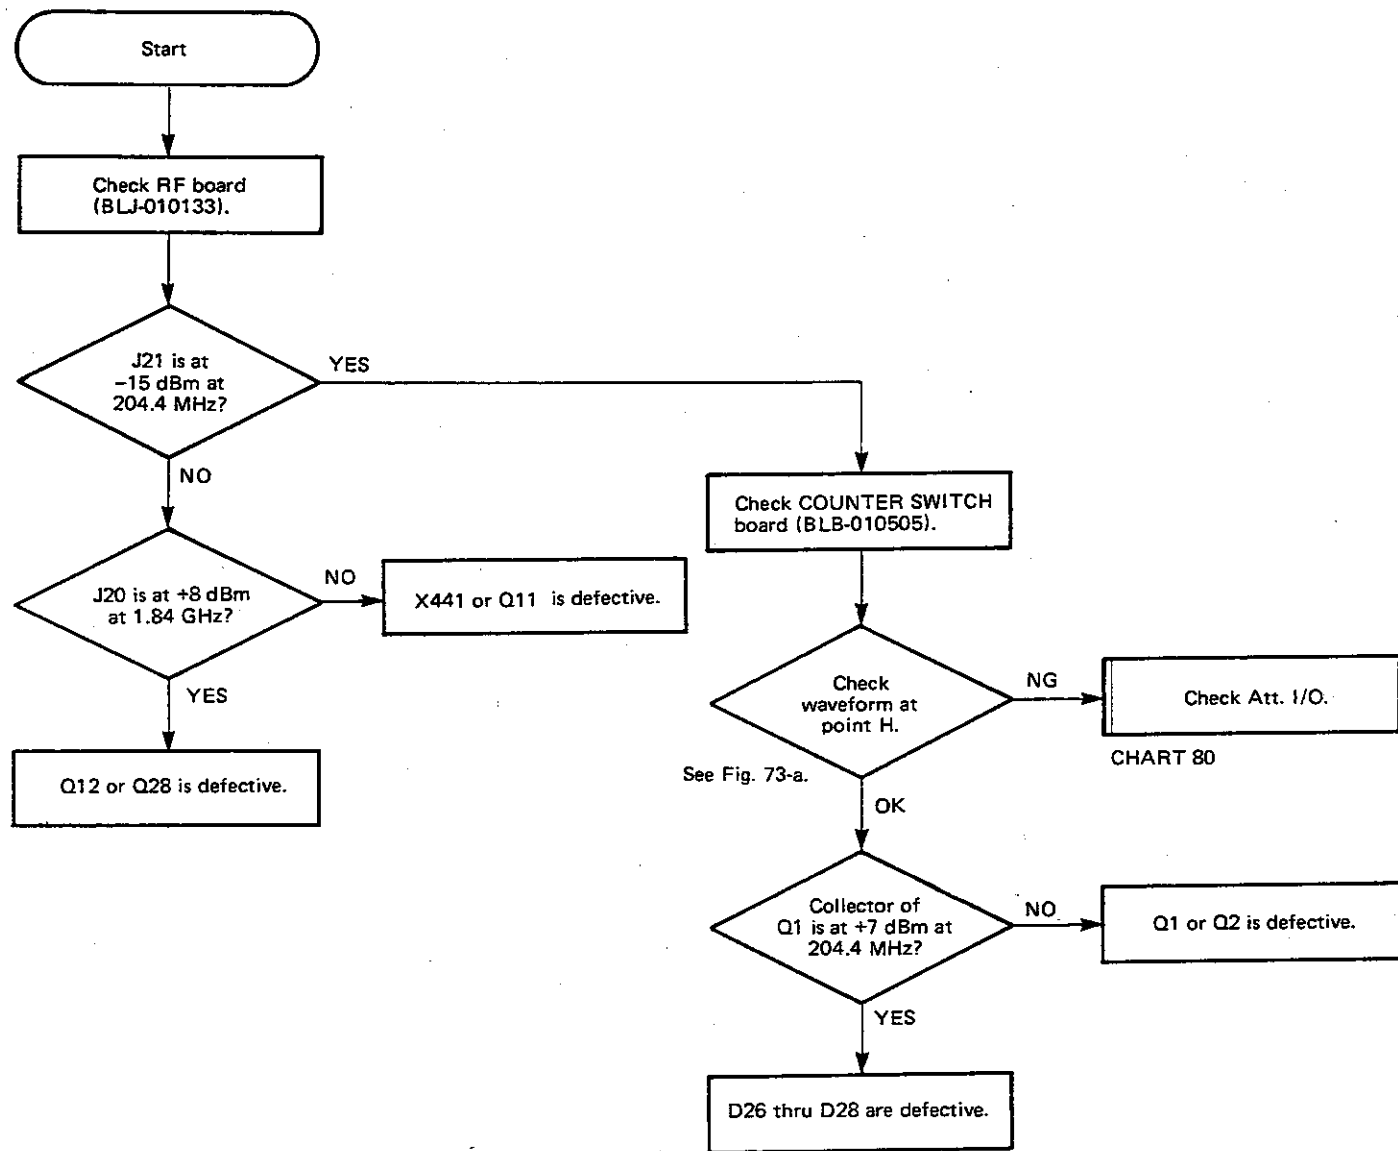 Start
Check RF board
(BLJ-010133).
J21 is at
−15 dBm at
204.4 MHz?
YES
NO
Check COUNTER SWITCH
board (BLB-010505).
J20 is at +8 dBm
at 1.84 GHz?
NO
X441 or Q11 is defective.
YES
Q12 or Q28 is defective.
Check
waveform at
point H.
NG
Check Att. I/O.
CHART 80
See Fig. 73-a.
OK
Collector of
Q1 is at +7 dBm at
204.4 MHz?
NO
Q1 or Q2 is defective.
YES
D26 thru D28 are defective.